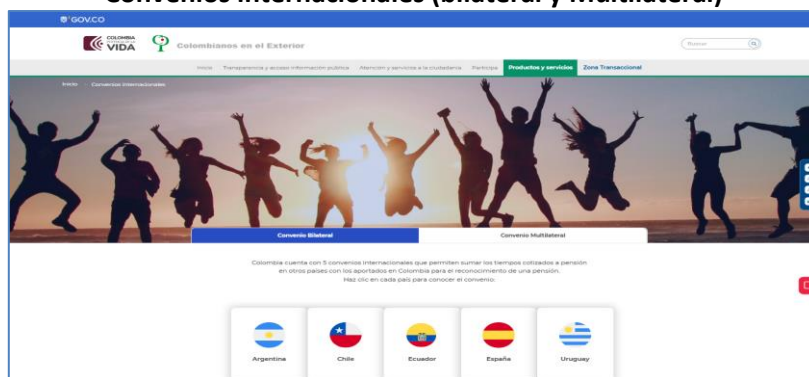 Convenios Internacionales (Bilateral y Multilateral)
GOV.CO
COLOMBIA
VIDA
Colombianos en el Exterior
Buscar
Inicio Transparencia y acceso información pública Atención y servicios a la ciudadanía Participa Productos y servicios Zona Transaccional
Inicio Convenios Internacionales
Convenio Bilateral Convenio Multilateral
Colombia cuenta con 5 convenios internacionales que permiten sumar los tiempos cotizados a pensión
en otros países con los aportados en Colombia para el reconocimiento de una pensión.
Haz clic en cada país para conocer el convenio:
Argentina Chile Ecuador España Uruguay